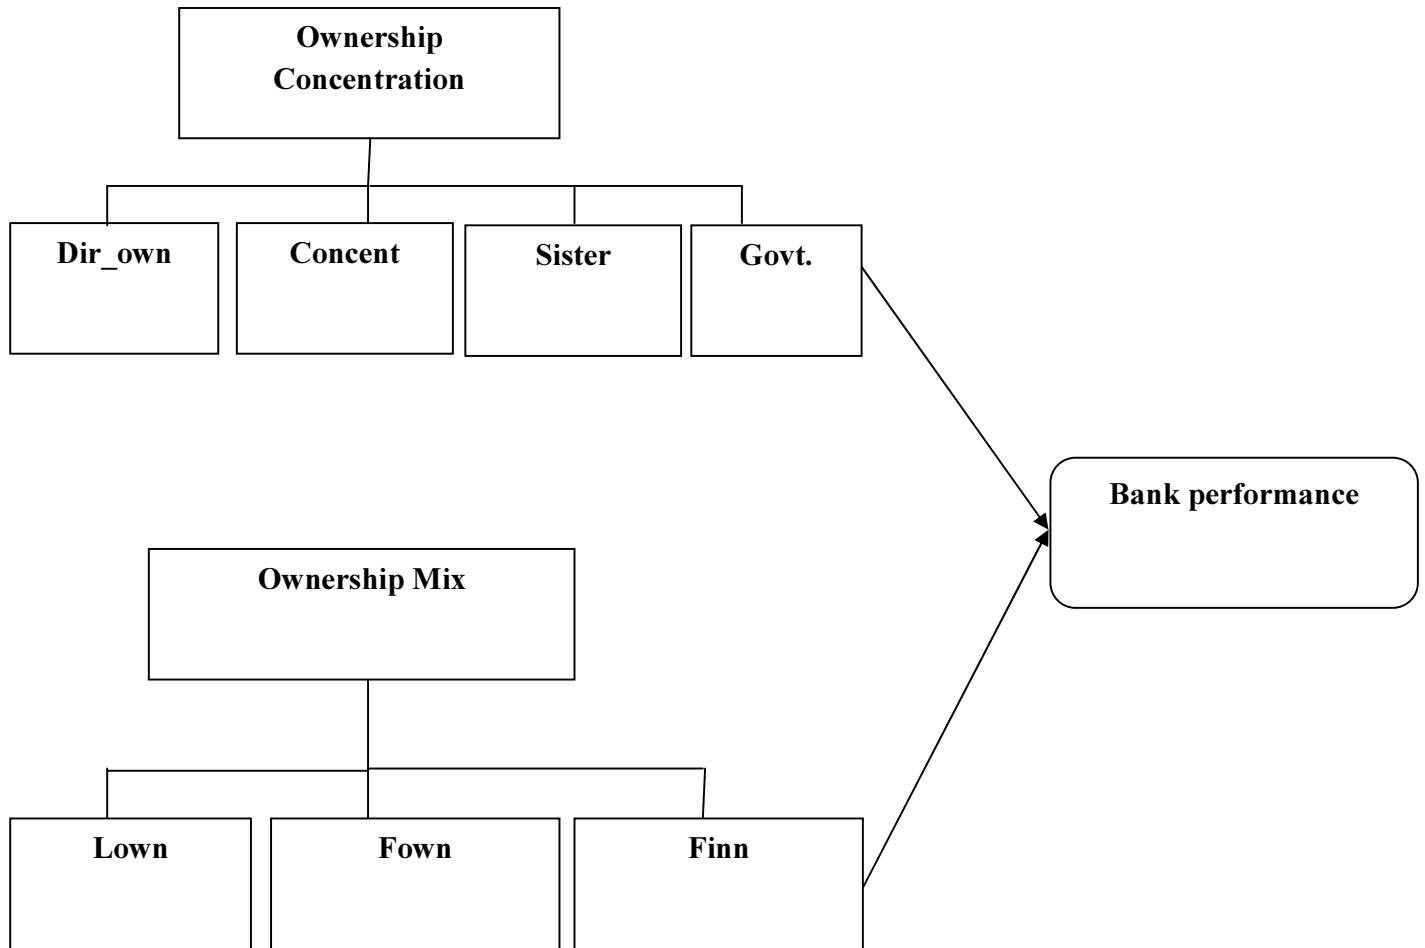 Ownership
Concentration
Dir_own
Concent
Sister
Govt.
Bank performance
Ownership Mix
Lown
Fown
Finn